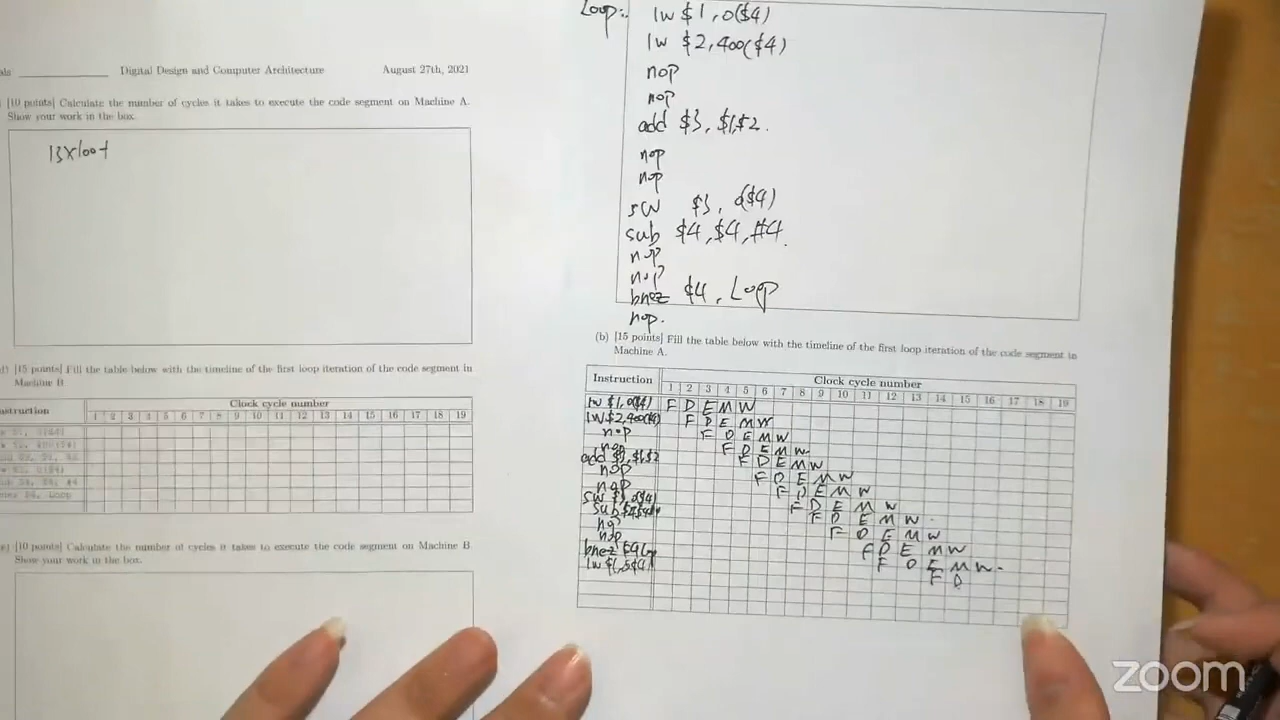 Digital Design and Computer Architecture August 27th, 2021
[10 points] Calculate the number of cycles it takes to execute the code segment on Machine A.
Show your work in the box.
13x100+
[15 points] Fill the table below with the timeline of the first loop iteration of the code segment in
Machine B.
Instruction Clock cycle number
1 2 3 4 5 6 7 8 9 10 11 12 13 14 15 16 17 18 19
[10 points] Calculate the number of cycles it takes to execute the code segment on Machine B
Show your work in the box.
Loop:
lw $1, 0($4)
lw $2, 400($4)
nop
nop
add $3, $1, $2
nop
nop
sw $3, 0($4)
sub $4, $4, #4
nop
nop
bnez $4, Loop
nop.
(b) [15 points] Fill the table below with the timeline of the first loop iteration of the code segment in
Machine A.
Instruction Clock cycle number
1 2 3 4 5 6 7 8 9 10 11 12 13 14 15 16 17 18 19
lw $1, 0($4) F D E M W
lw $2, 400($4) F D E M W
nop F D E M W
nop F D E M W
add $3, $1, $2 F D E M W
nop F D E M W
nop F D E M W
sw $3, 0($4) F D E M W
sub $4, $4, F D E M W
nop F D E M W
nop F D E M W
bnez F D E M W
lw F D
zoom